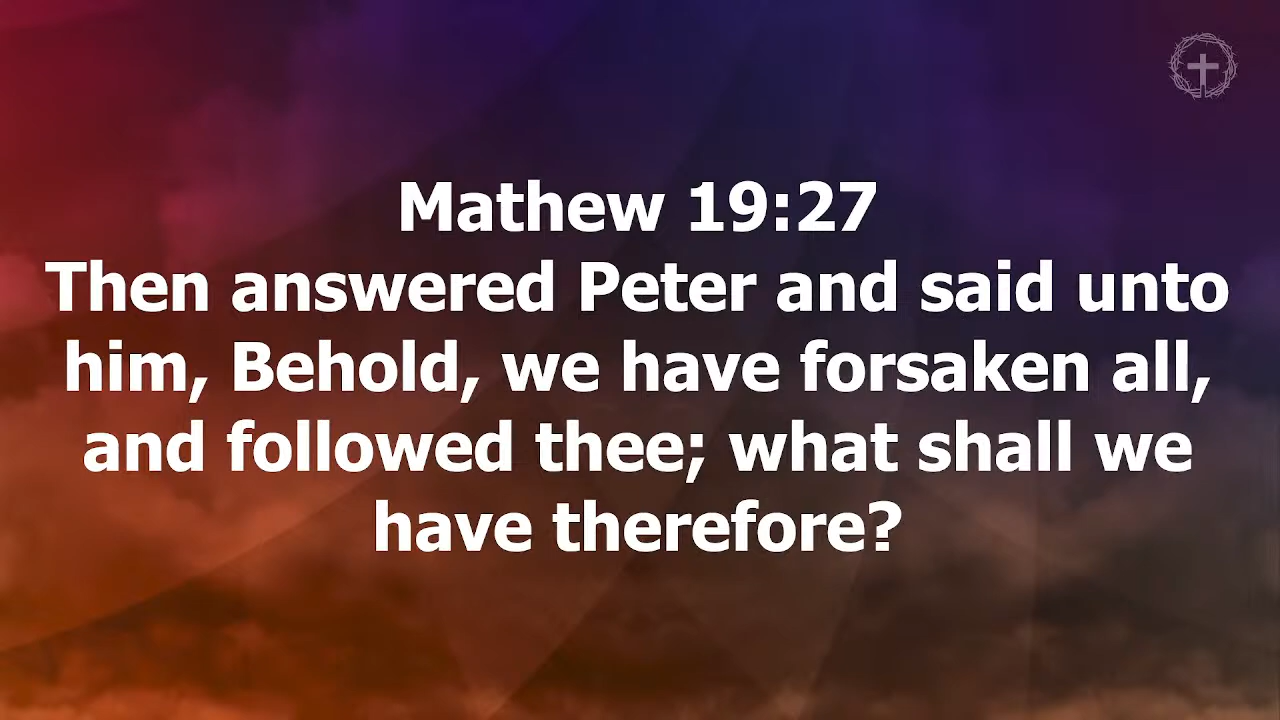 Mathew 19:27
Then answered Peter and said unto
him, Behold, we have forsaken all,
and followed thee; what shall we
have therefore?